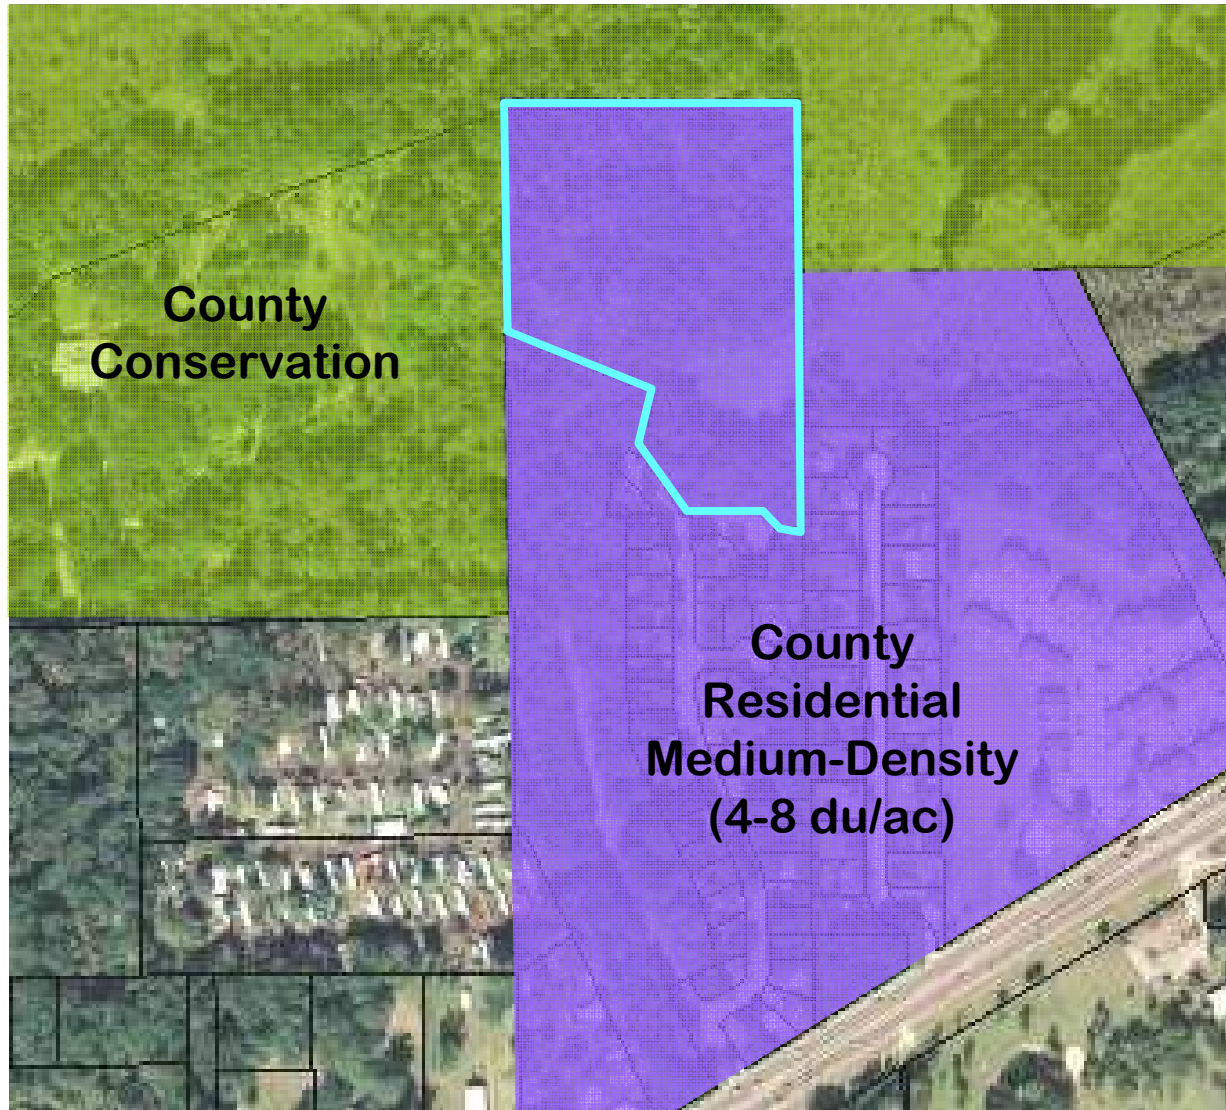 County
Conservation
County
Residential
Medium-Density
(4-8 du/ac)